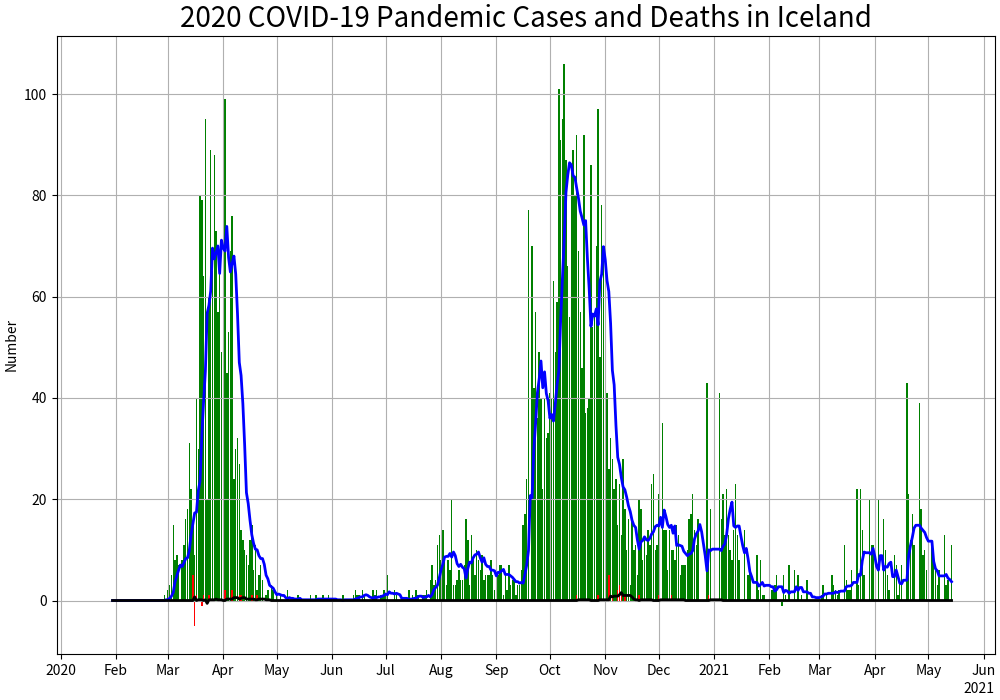 2020 COVID-19 Pandemic Cases and Deaths in Iceland
Number
100
80
60
40
20
0
2020 Feb Mar Apr May Jun Jul Aug Sep Oct Nov Dec 2021 Feb Mar Apr May Jun
2021